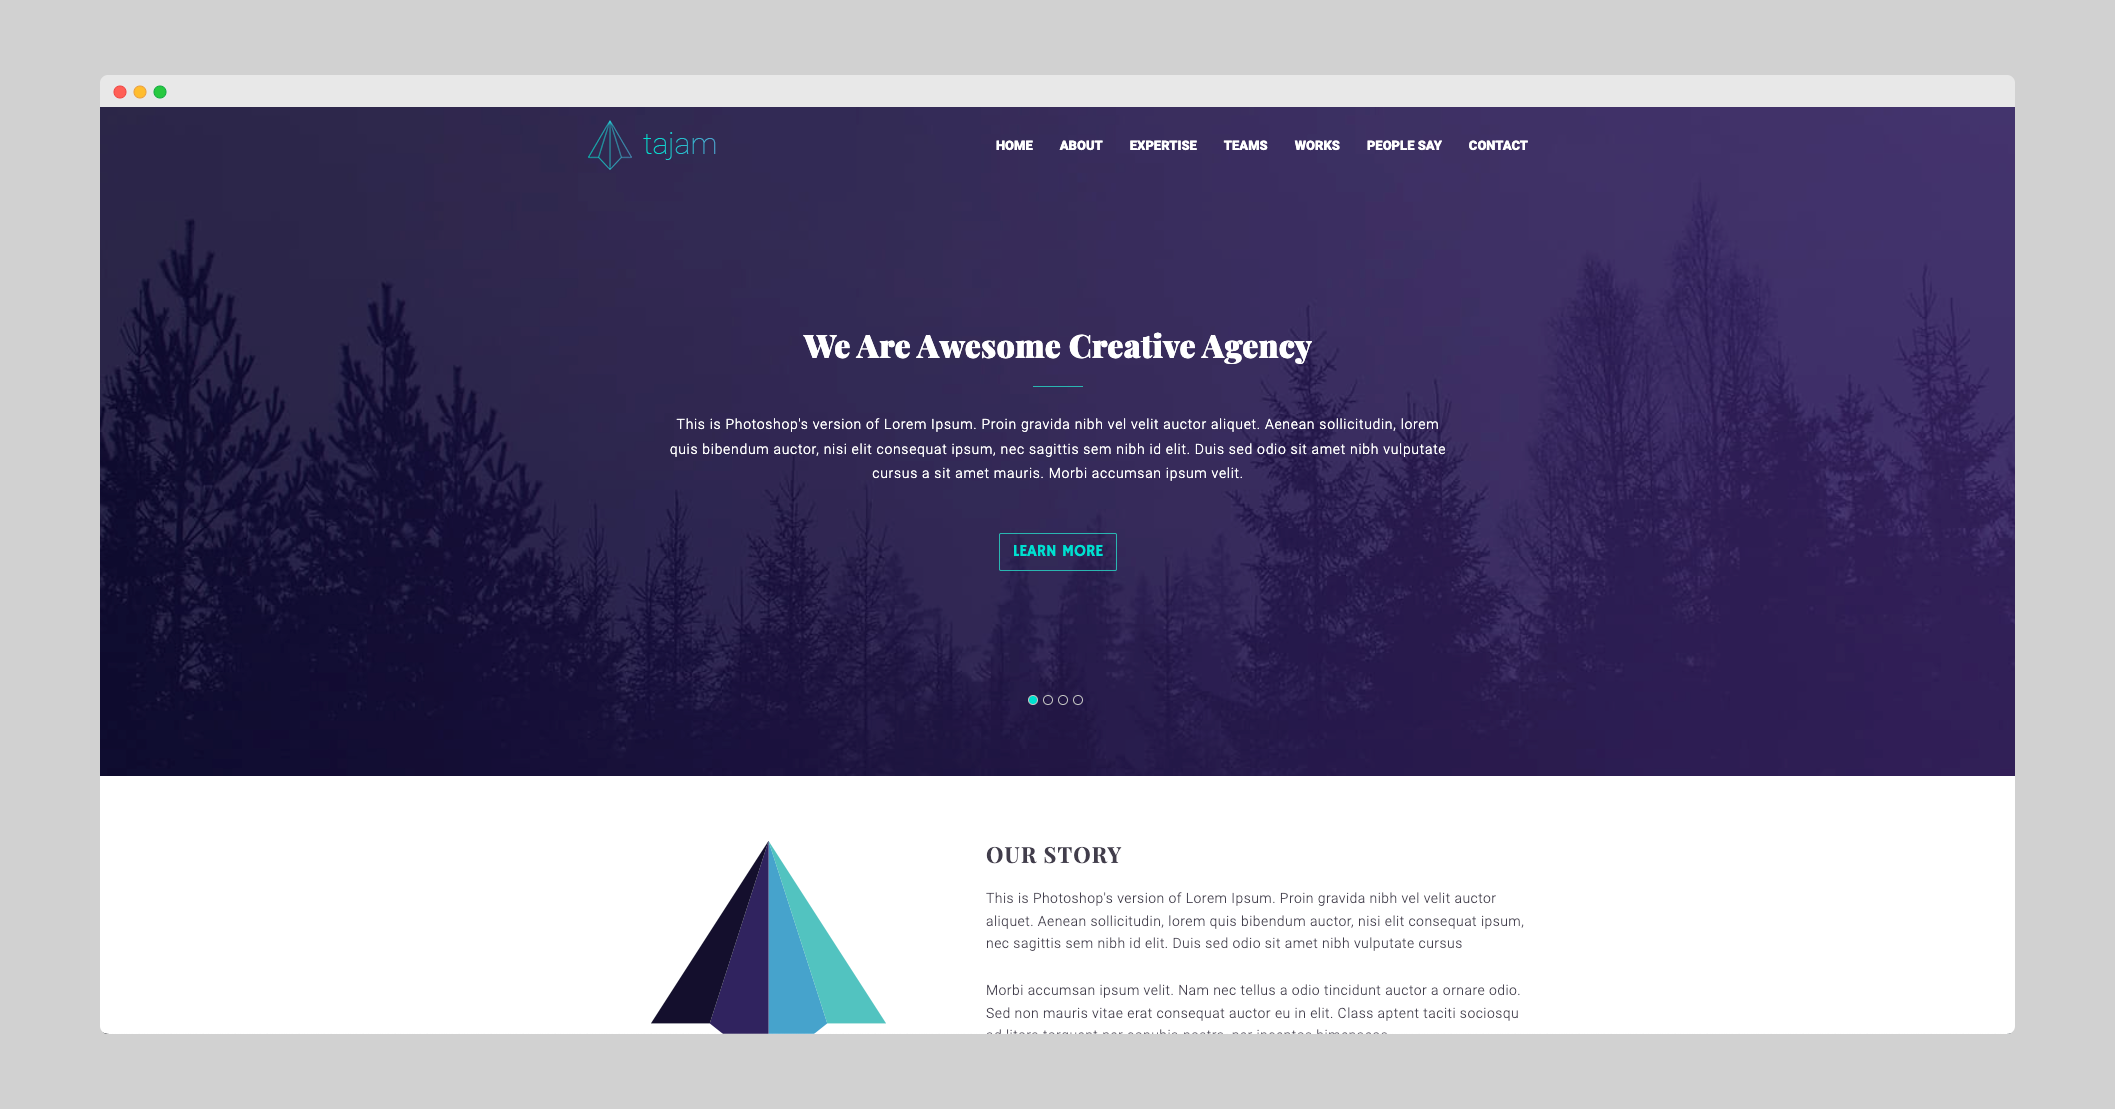 tajam
HOME ABOUT EXPERTISE TEAMS WORKS PEOPLE SAY CONTACT
We Are Awesome Creative Agency
This is Photoshop's version of Lorem Ipsum. Proin gravida nibh vel velit auctor aliquet. Aenean sollicitudin, lorem
quis bibendum auctor, nisi elit consequat ipsum, nec sagittis sem nibh id elit. Duis sed odio sit amet nibh vulputate
cursus a sit amet mauris. Morbi accumsan ipsum velit.
LEARN MORE
OUR STORY
This is Photoshop's version of Lorem Ipsum. Proin gravida nibh vel velit auctor
aliquet. Aenean sollicitudin, lorem quis bibendum auctor, nisi elit consequat ipsum,
nec sagittis sem nibh id elit. Duis sed odio sit amet nibh vulputate cursus
Morbi accumsan ipsum velit. Nam nec tellus a odio tincidunt auctor a ornare odio.
Sed non mauris vitae erat consequat auctor eu in elit. Class aptent taciti sociosqu